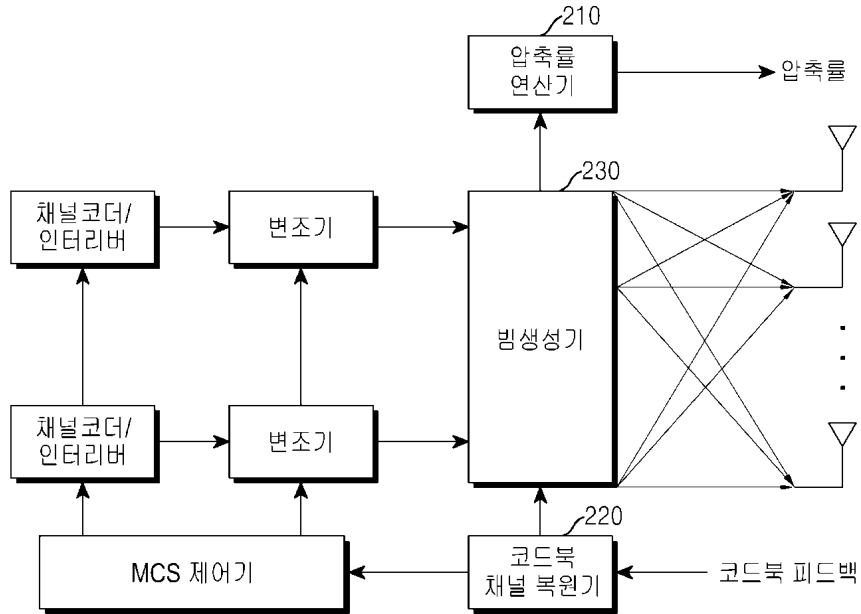 210
압축률
연산기
압축률
230
채널코더/
인터리버
변조기
빔생성기
채널코더/
인터리버
변조기
220
MCS 제어기
코드북
채널 복원기
코드북 피드백